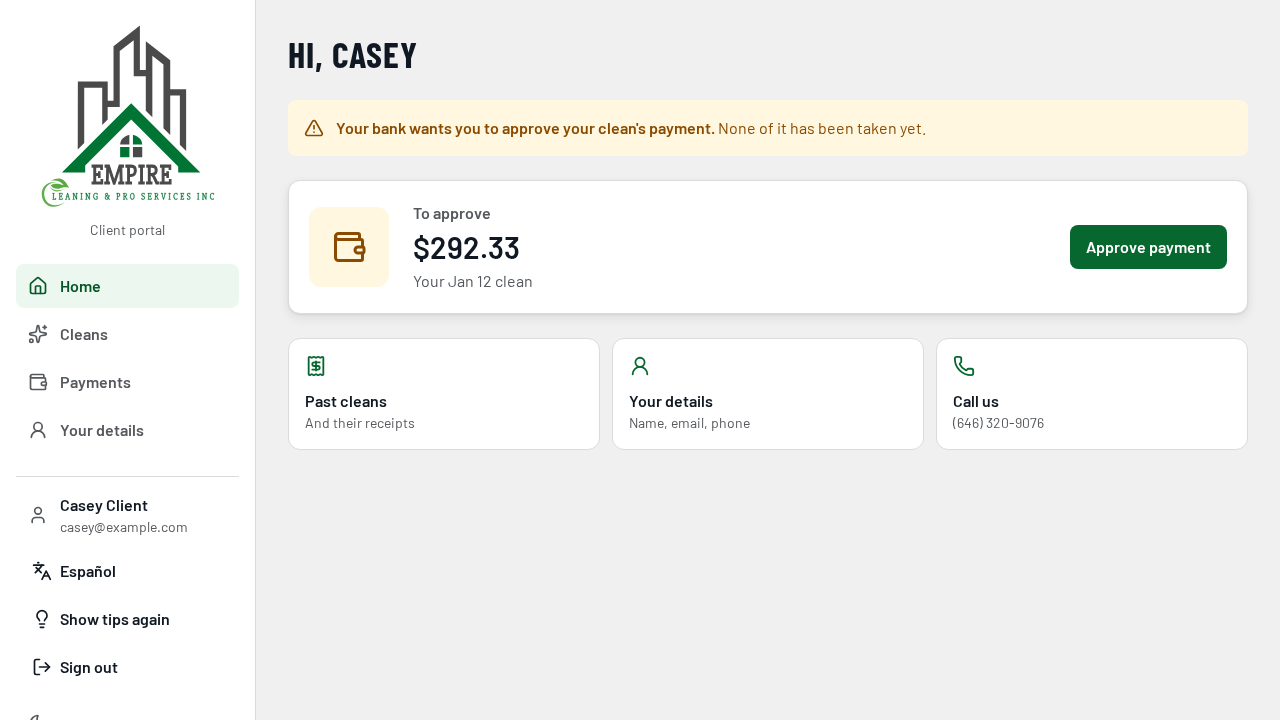 EMPIRE
LEANING & PRO SERVICES INC
Client portal
Home
Cleans
Payments
Your details
Casey Client
casey@example.com
Español
Show tips again
Sign out
HI, CASEY
Your bank wants you to approve your clean's payment. None of it has been taken yet.
To approve
$292.33
Your Jan 12 clean
Approve payment
Past cleans
And their receipts
Your details
Name, email, phone
Call us
(646) 320-9076